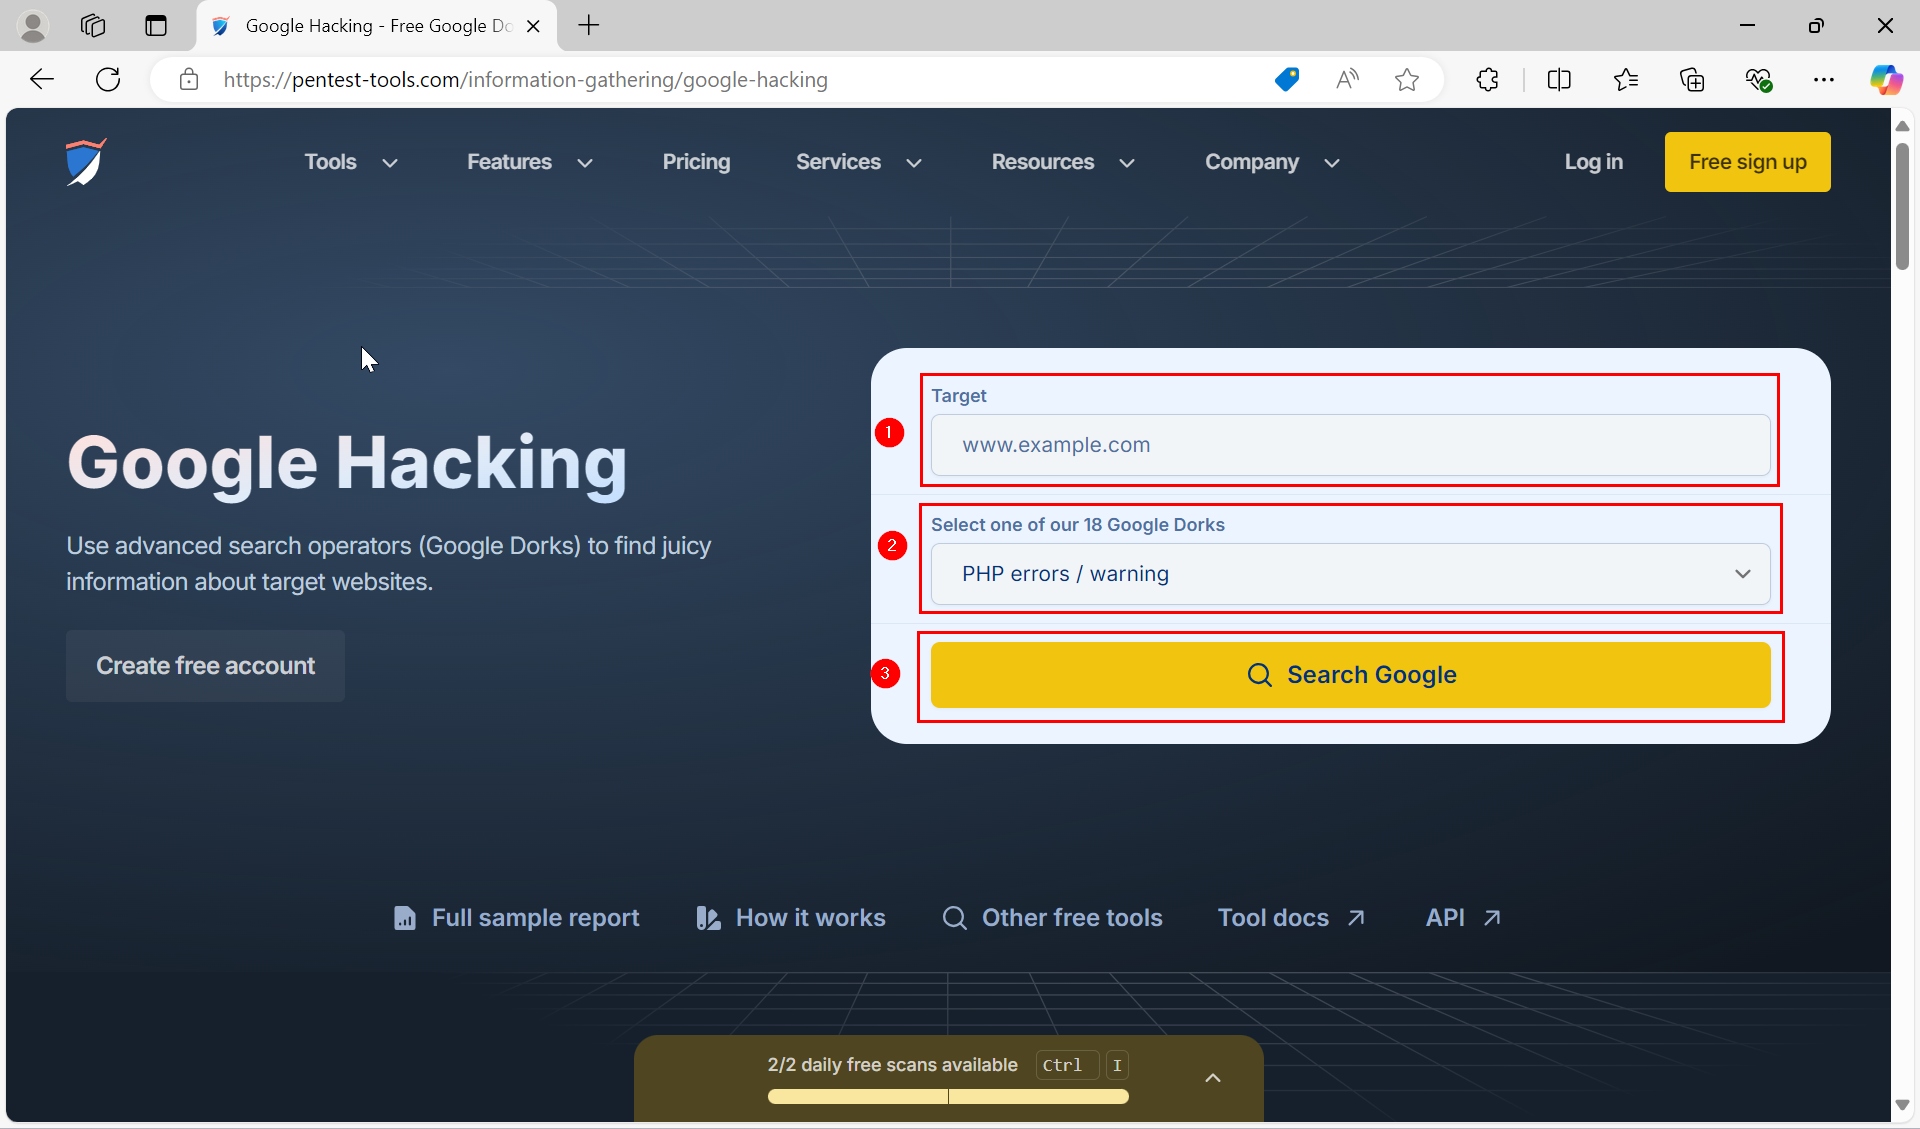 Google Hacking - Free Google Do
https://pentest-tools.com/information-gathering/google-hacking
Tools
Features
Pricing
Services
Resources
Company
Log in
Free sign up
Google Hacking
Use advanced search operators (Google Dorks) to find juicy
information about target websites.
Create free account
1
Target
www.example.com
2
Select one of our 18 Google Dorks
PHP errors / warning
3
Search Google
Full sample report
How it works
Other free tools
Tool docs
API
2/2 daily free scans available Ctrl I